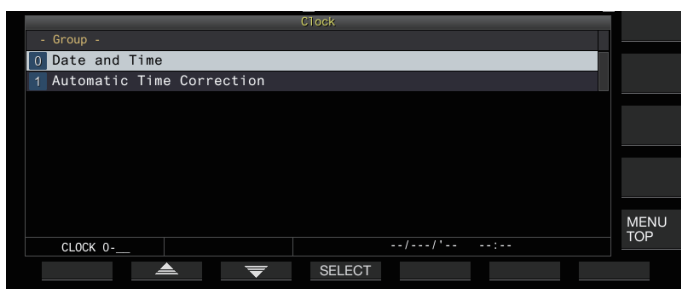 Clock
- Group -
0 Date and Time
1 Automatic Time Correction
CLOCK 0-__ --/---/'-- --:--
MENU
TOP
SELECT